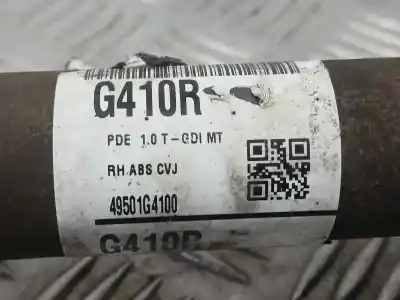 G410R
PDE 1.0 T-GDI MT
RH ABS CVJ
49501G4100
G410R